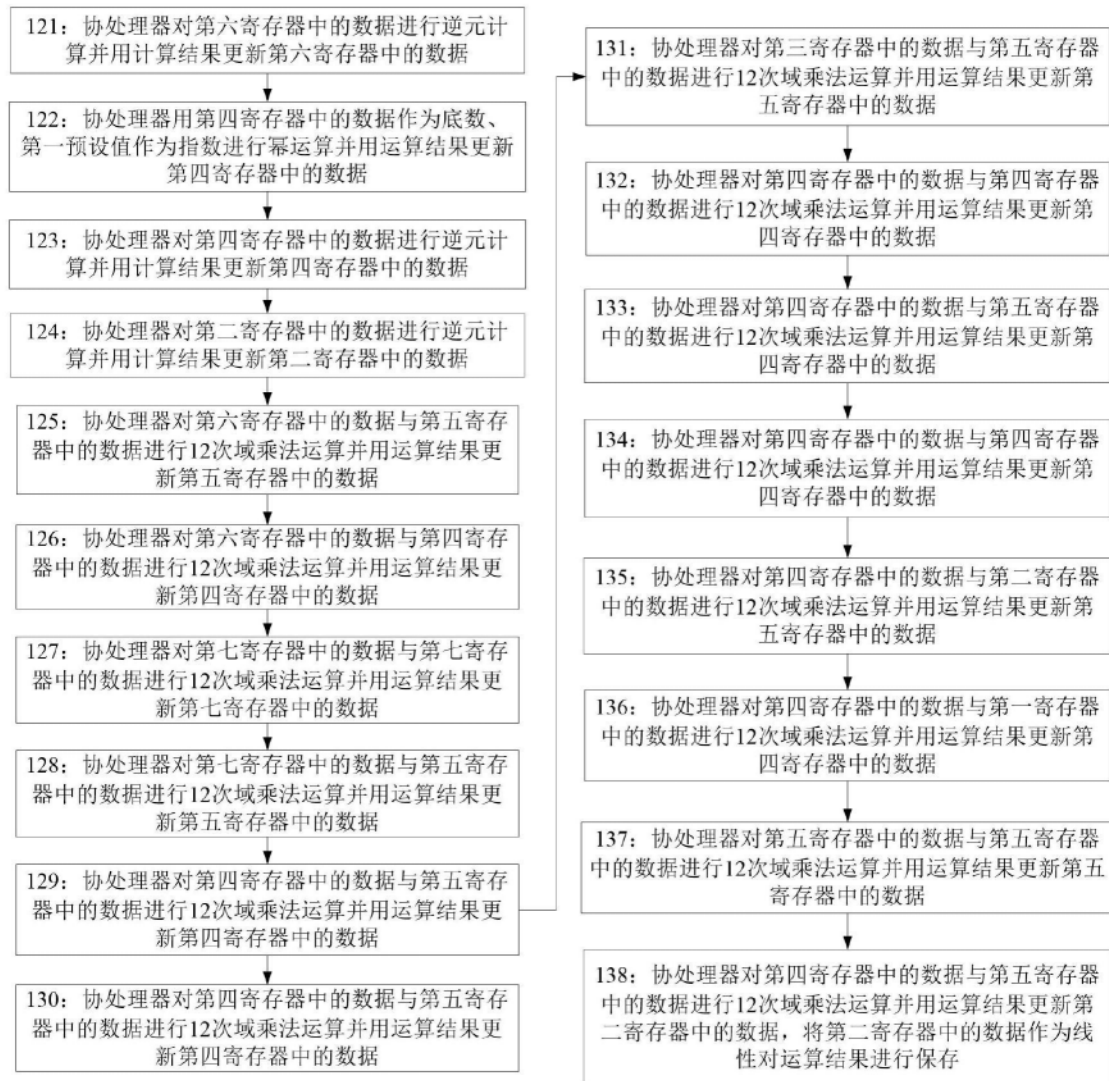 121：协处理器对第六寄存器中的数据进行逆元计
算并用计算结果更新第六寄存器中的数据
122：协处理器用第四寄存器中的数据作为底数、
第一预设值作为指数进行幂运算并用运算结果更新
第四寄存器中的数据
123：协处理器对第四寄存器中的数据进行逆元计
算并用计算结果更新第四寄存器中的数据
124：协处理器对第二寄存器中的数据进行逆元计
算并用计算结果更新第二寄存器中的数据
125：协处理器对第六寄存器中的数据与第五寄存
器中的数据进行12次域乘法运算并用运算结果更
新第五寄存器中的数据
126：协处理器对第六寄存器中的数据与第四寄存
器中的数据进行12次域乘法运算并用运算结果更
新第四寄存器中的数据
127：协处理器对第七寄存器中的数据与第七寄存
器中的数据进行12次域乘法运算并用运算结果更
新第七寄存器中的数据
128：协处理器对第七寄存器中的数据与第五寄存
器中的数据进行12次域乘法运算并用运算结果更
新第五寄存器中的数据
129：协处理器对第四寄存器中的数据与第五寄存
器中的数据进行12次域乘法运算并用运算结果更
新第四寄存器中的数据
130：协处理器对第四寄存器中的数据与第五寄存
器中的数据进行12次域乘法运算并用运算结果更
新第四寄存器中的数据
131：协处理器对第三寄存器中的数据与第五寄存器
中的数据进行12次域乘法运算并用运算结果更新第
五寄存器中的数据
132：协处理器对第四寄存器中的数据与第四寄存器
中的数据进行12次域乘法运算并用运算结果更新第
四寄存器中的数据
133：协处理器对第四寄存器中的数据与第五寄存器
中的数据进行12次域乘法运算并用运算结果更新第
四寄存器中的数据
134：协处理器对第四寄存器中的数据与第四寄存器
中的数据进行12次域乘法运算并用运算结果更新第
四寄存器中的数据
135：协处理器对第四寄存器中的数据与第二寄存器
中的数据进行12次域乘法运算并用运算结果更新第
五寄存器中的数据
136：协处理器对第四寄存器中的数据与第一寄存器
中的数据进行12次域乘法运算并用运算结果更新第
四寄存器中的数据
137：协处理器对第五寄存器中的数据与第五寄存器
中的数据进行12次域乘法运算并用运算结果更新第五
寄存器中的数据
138：协处理器对第四寄存器中的数据与第五寄存器
中的数据进行12次域乘法运算并用运算结果更新第
二寄存器中的数据，将第二寄存器中的数据作为线
性对运算结果进行保存